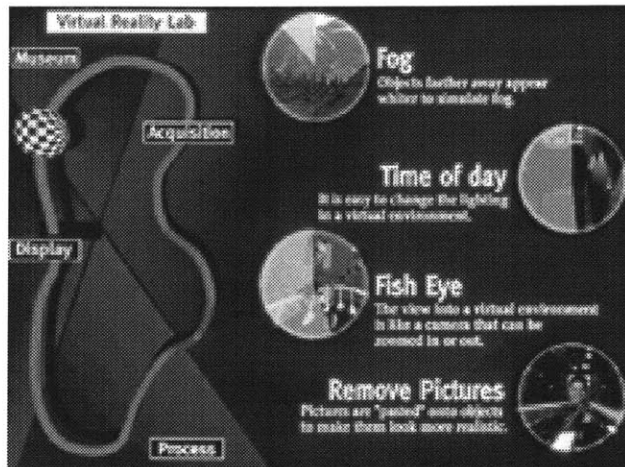 Virtual Reality Lab
Museum
Acquisition
Display
Process
Fog
Objects farther away appear
whiter to simulate fog.
Time of day
It is easy to change the lighting
in a virtual environment.
Fish Eye
The view into a virtual environment
is like a camera that can be
zoomed in or out.
Remove Pictures
Pictures are "pasted" onto objects
to make them look more realistic.